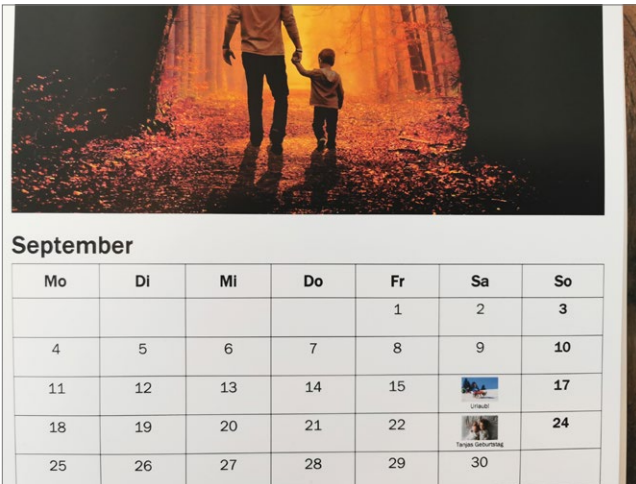 September
Mo Di Mi Do Fr Sa So
1 2 3
4 5 6 7 8 9 10
11 12 13 14 15 Urlaub! 17
18 19 20 21 22 Tanjas Geburtstag 24
25 26 27 28 29 30